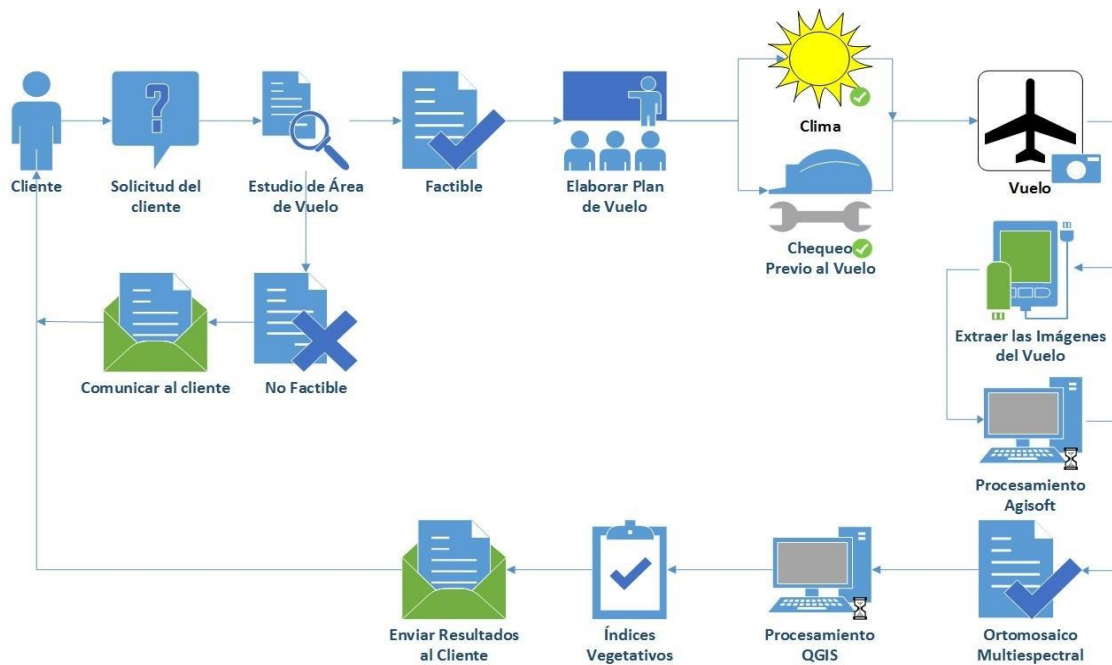 Cliente
Solicitud del
cliente
Estudio de Área
de Vuelo
Factible
Elaborar Plan
de Vuelo
Clima
Chequeo
Previo al Vuelo
Vuelo
Comunicar al cliente
No Factible
Extraer las Imágenes
del Vuelo
Procesamiento
Agisoft
Ortomosaico
Multiespectral
Procesamiento
QGIS
Índices
Vegetativos
Enviar Resultados
al Cliente